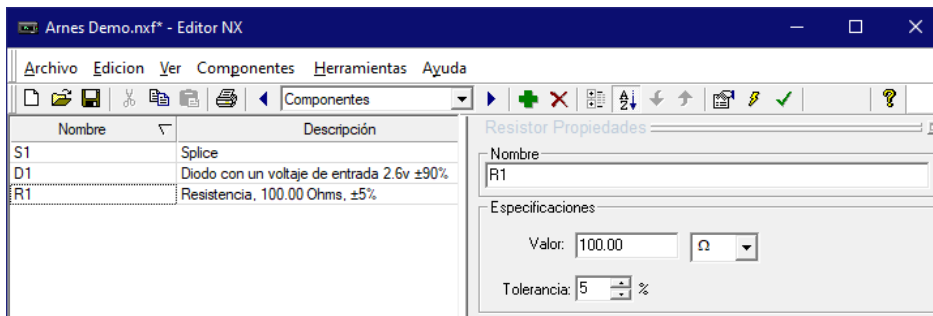 Arnes Demo.nxf* - Editor NX
Archivo Edicion Ver Componentes Herramientas Ayuda
Componentes
Nombre Descripción
S1 Splice
D1 Diodo con un voltaje de entrada 2.6v ±90%
R1 Resistencia, 100.00 Ohms, ±5%
Resistor Propiedades
Nombre
R1
Especificaciones
Valor: 100.00 Ω
Tolerancia: 5 %